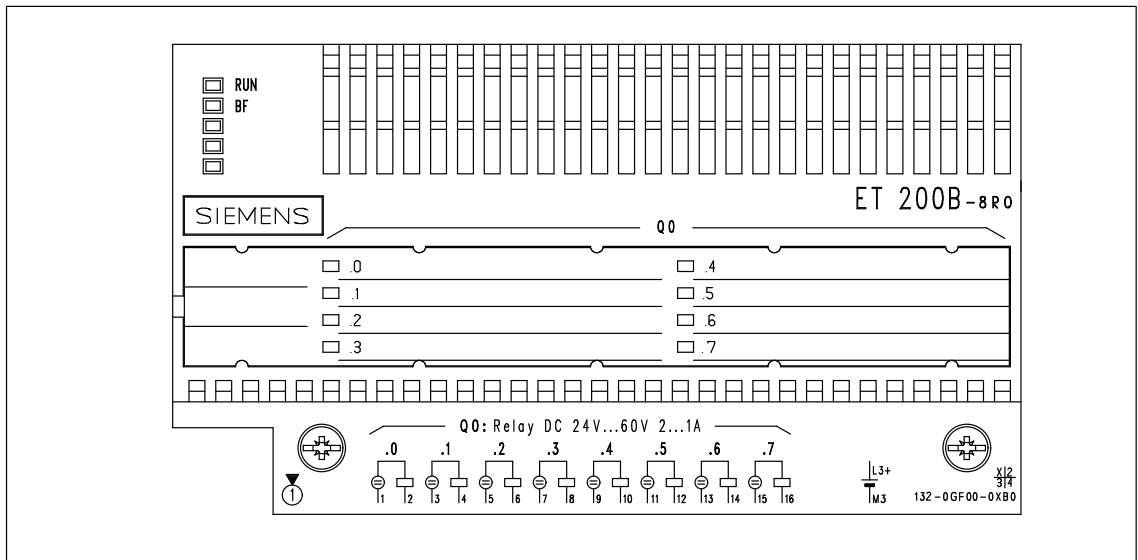 RUN
BF
ET 200B-8RO
SIEMENS
Q0
.0 .4
.1 .5
.2 .6
.3 .7
Q0: Relay DC 24V...60V 2...1A
.0 .1 .2 .3 .4 .5 .6 .7
L3+
X 2
3 4
1 1 2 3 4 5 6 7 8 9 10 11 12 13 14 15 16 M3 132-0GF00-0XB0